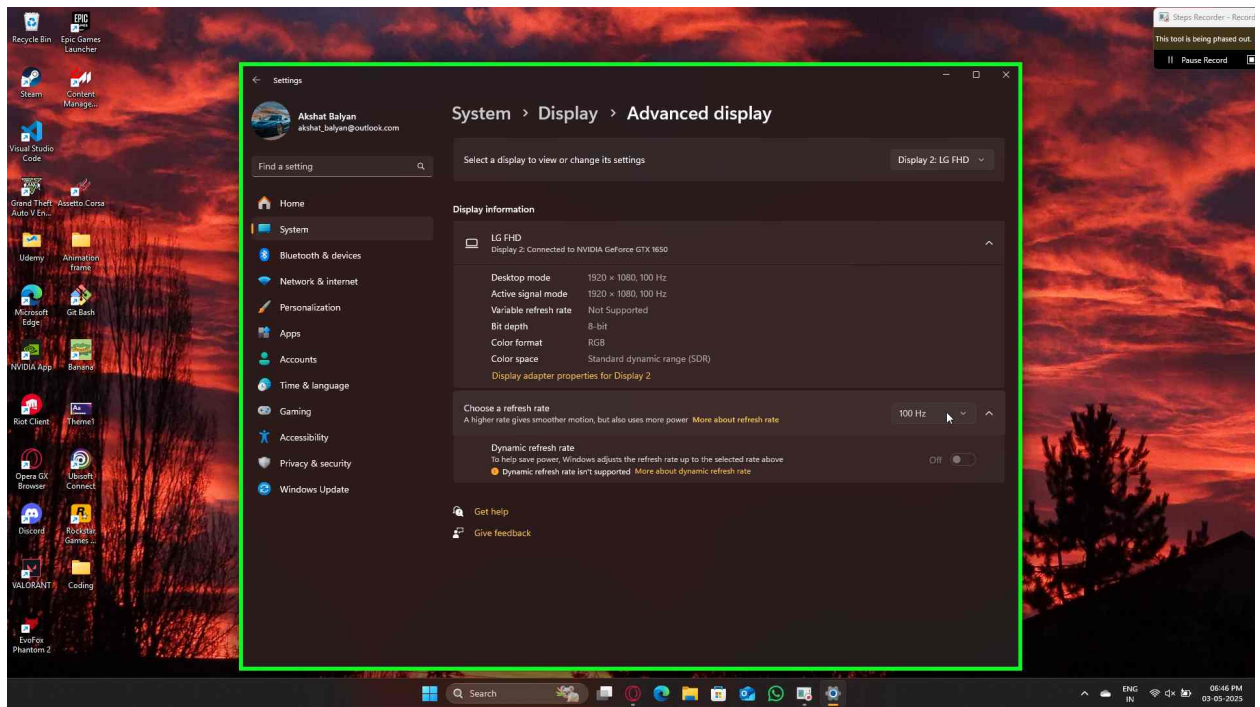 Recycle Bin
Epic Games
Launcher
EPIC
Steam
Content
Manage...
Visual Studio
Code
Grand Theft
Auto V En...
Assetto Corsa
Udemy
Animation
frame
Microsoft
Edge
Git Bash
NVIDIA App
Banana
Riot Client
Theme1
Opera GX
Browser
Ubisoft
Connect
Discord
Rockstar
Games ...
VALORANT
Coding
EvoFox
Phantom 2
Steps Recorder - Record
This tool is being phased out.
Pause Record
Settings
Akshat Balyan
akshat_balyan@outlook.com
Find a setting
Home
System
Bluetooth & devices
Network & internet
Personalization
Apps
Accounts
Time & language
Gaming
Accessibility
Privacy & security
Windows Update
System > Display > Advanced display
Select a display to view or change its settings
Display 2: LG FHD
Display information
LG FHD
Display 2: Connected to NVIDIA GeForce GTX 1650
Desktop mode 1920 × 1080, 100 Hz
Active signal mode 1920 × 1080, 100 Hz
Variable refresh rate Not Supported
Bit depth 8-bit
Color format RGB
Color space Standard dynamic range (SDR)
Display adapter properties for Display 2
Choose a refresh rate
A higher rate gives smoother motion, but also uses more power More about refresh rate
100 Hz
Dynamic refresh rate
To help save power, Windows adjusts the refresh rate up to the selected rate above
Dynamic refresh rate isn't supported More about dynamic refresh rate
Off
Get help
Give feedback
Search
ENG
IN
06:46 PM
03-05-2025